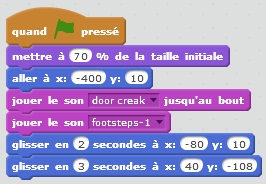 quand pressé
mettre à 70 % de la taille initiale
aller à x: -400 y: 10
jouer le son door creak jusqu'au bout
jouer le son footsteps-1
glisser en 2 secondes à x: -80 y: 10
glisser en 3 secondes à x: 40 y: -108